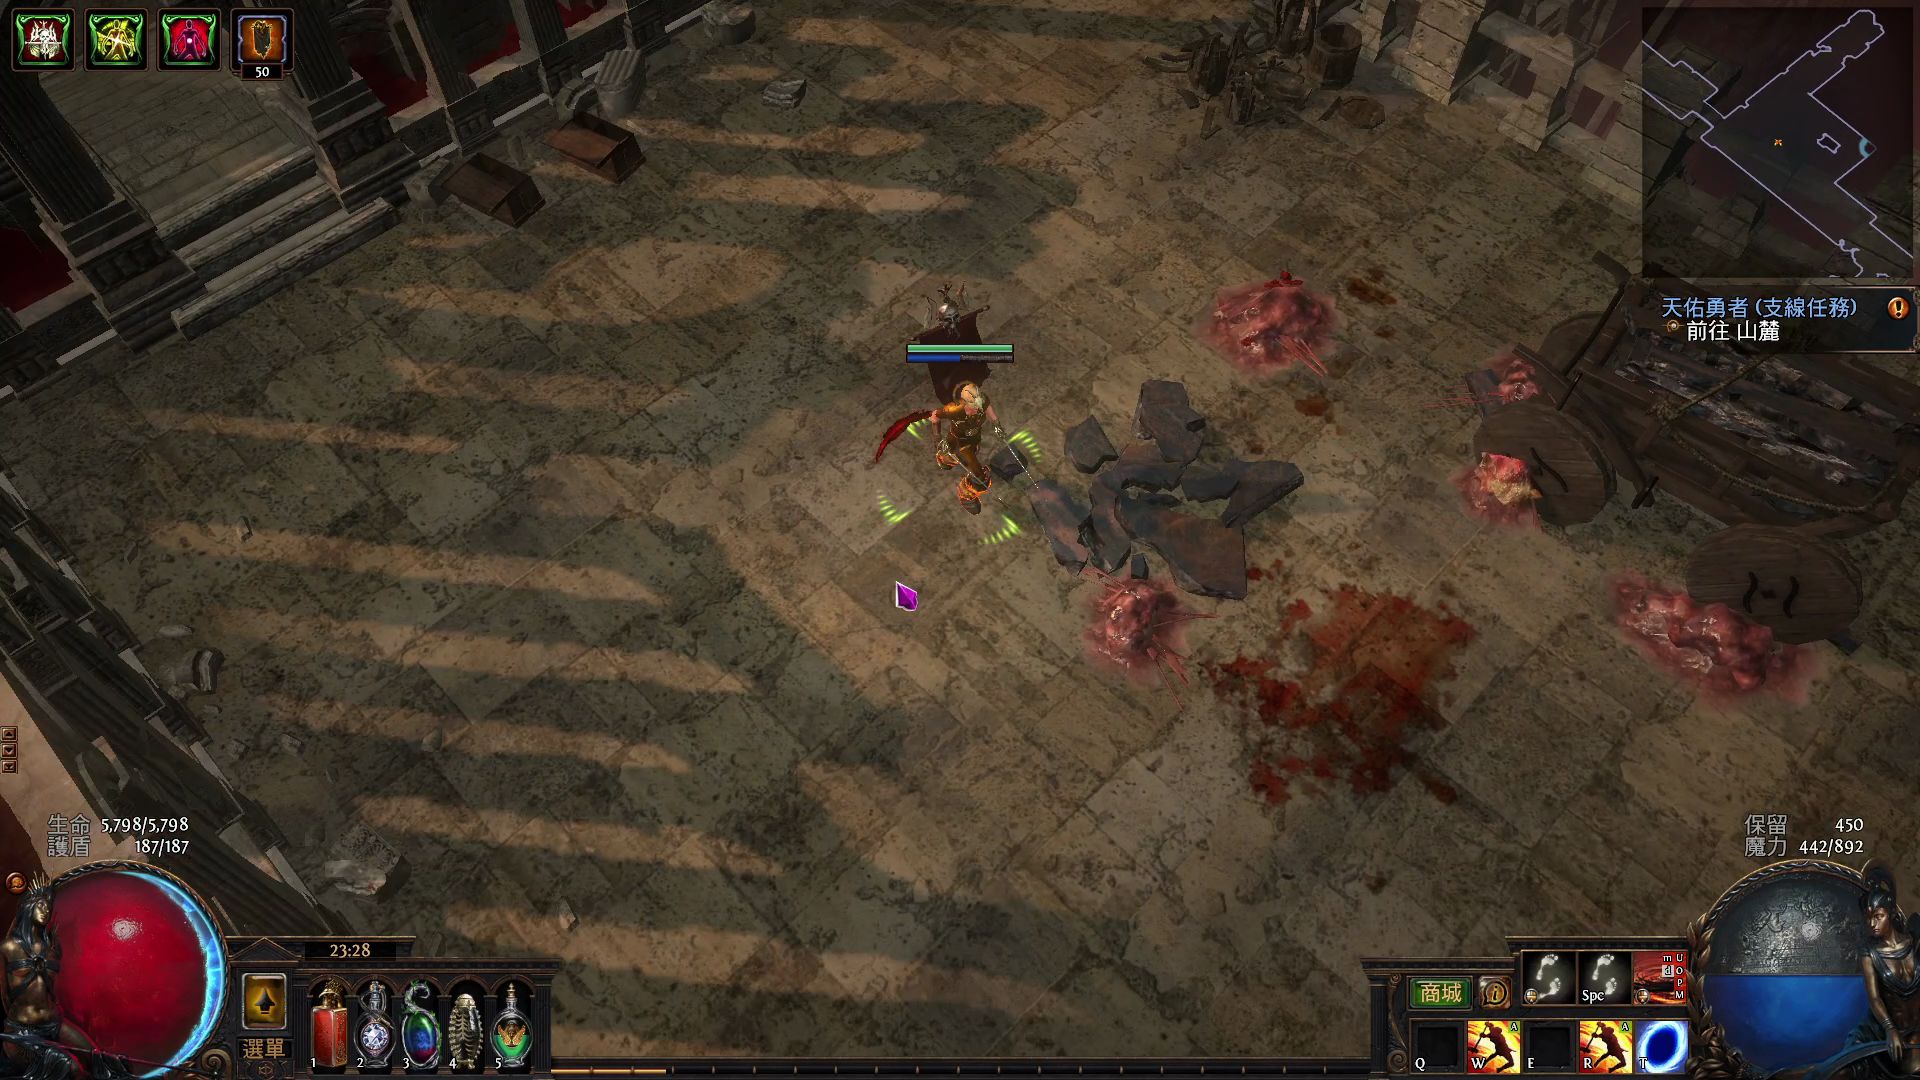 50
天佑勇者 (支線任務)
前往 山麓
生命 5,798/5,798
護盾 187/187
保留 450
魔力 442/892
23:28
選單
1 2 3 4 5
商城
Spc
m U
d O
P
M
Q W A E R A T